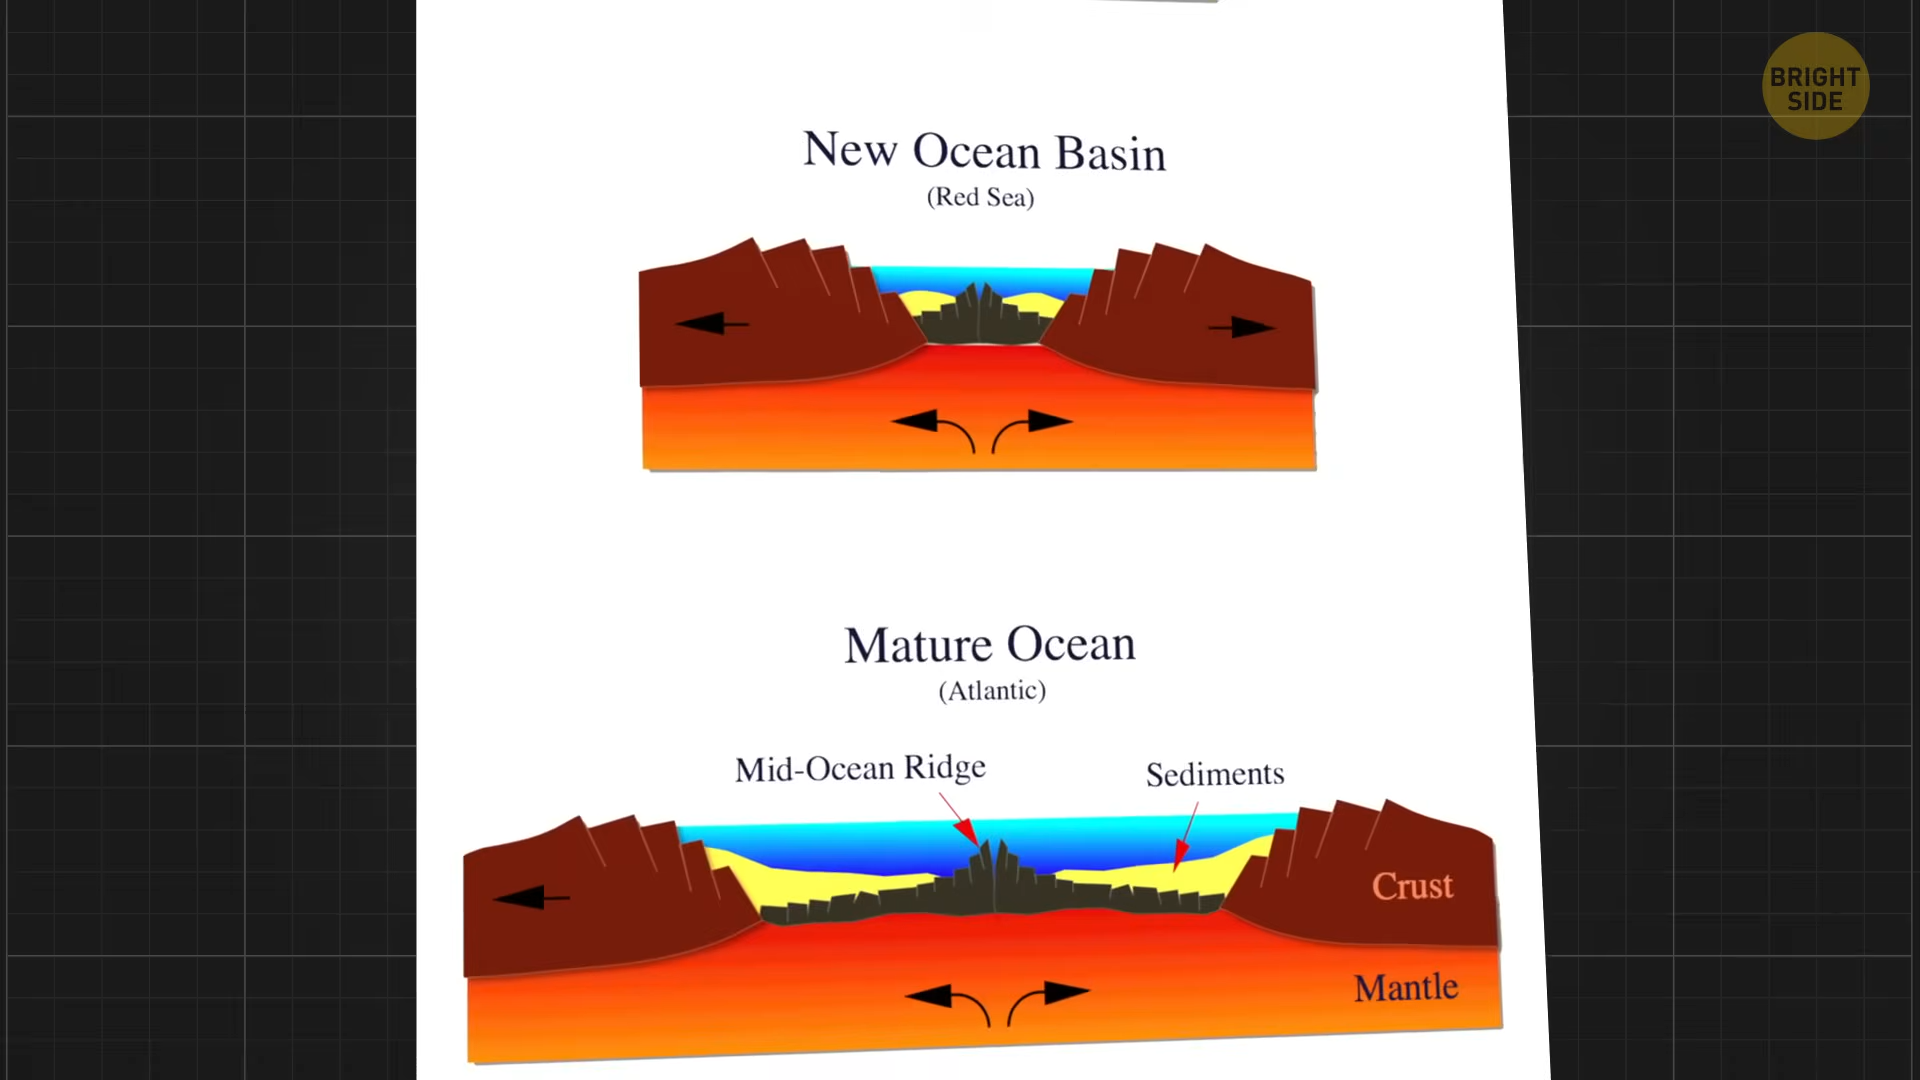 BRIGHT
SIDE
New Ocean Basin
(Red Sea)
Mature Ocean
(Atlantic)
Mid-Ocean Ridge
Sediments
Crust
Mantle